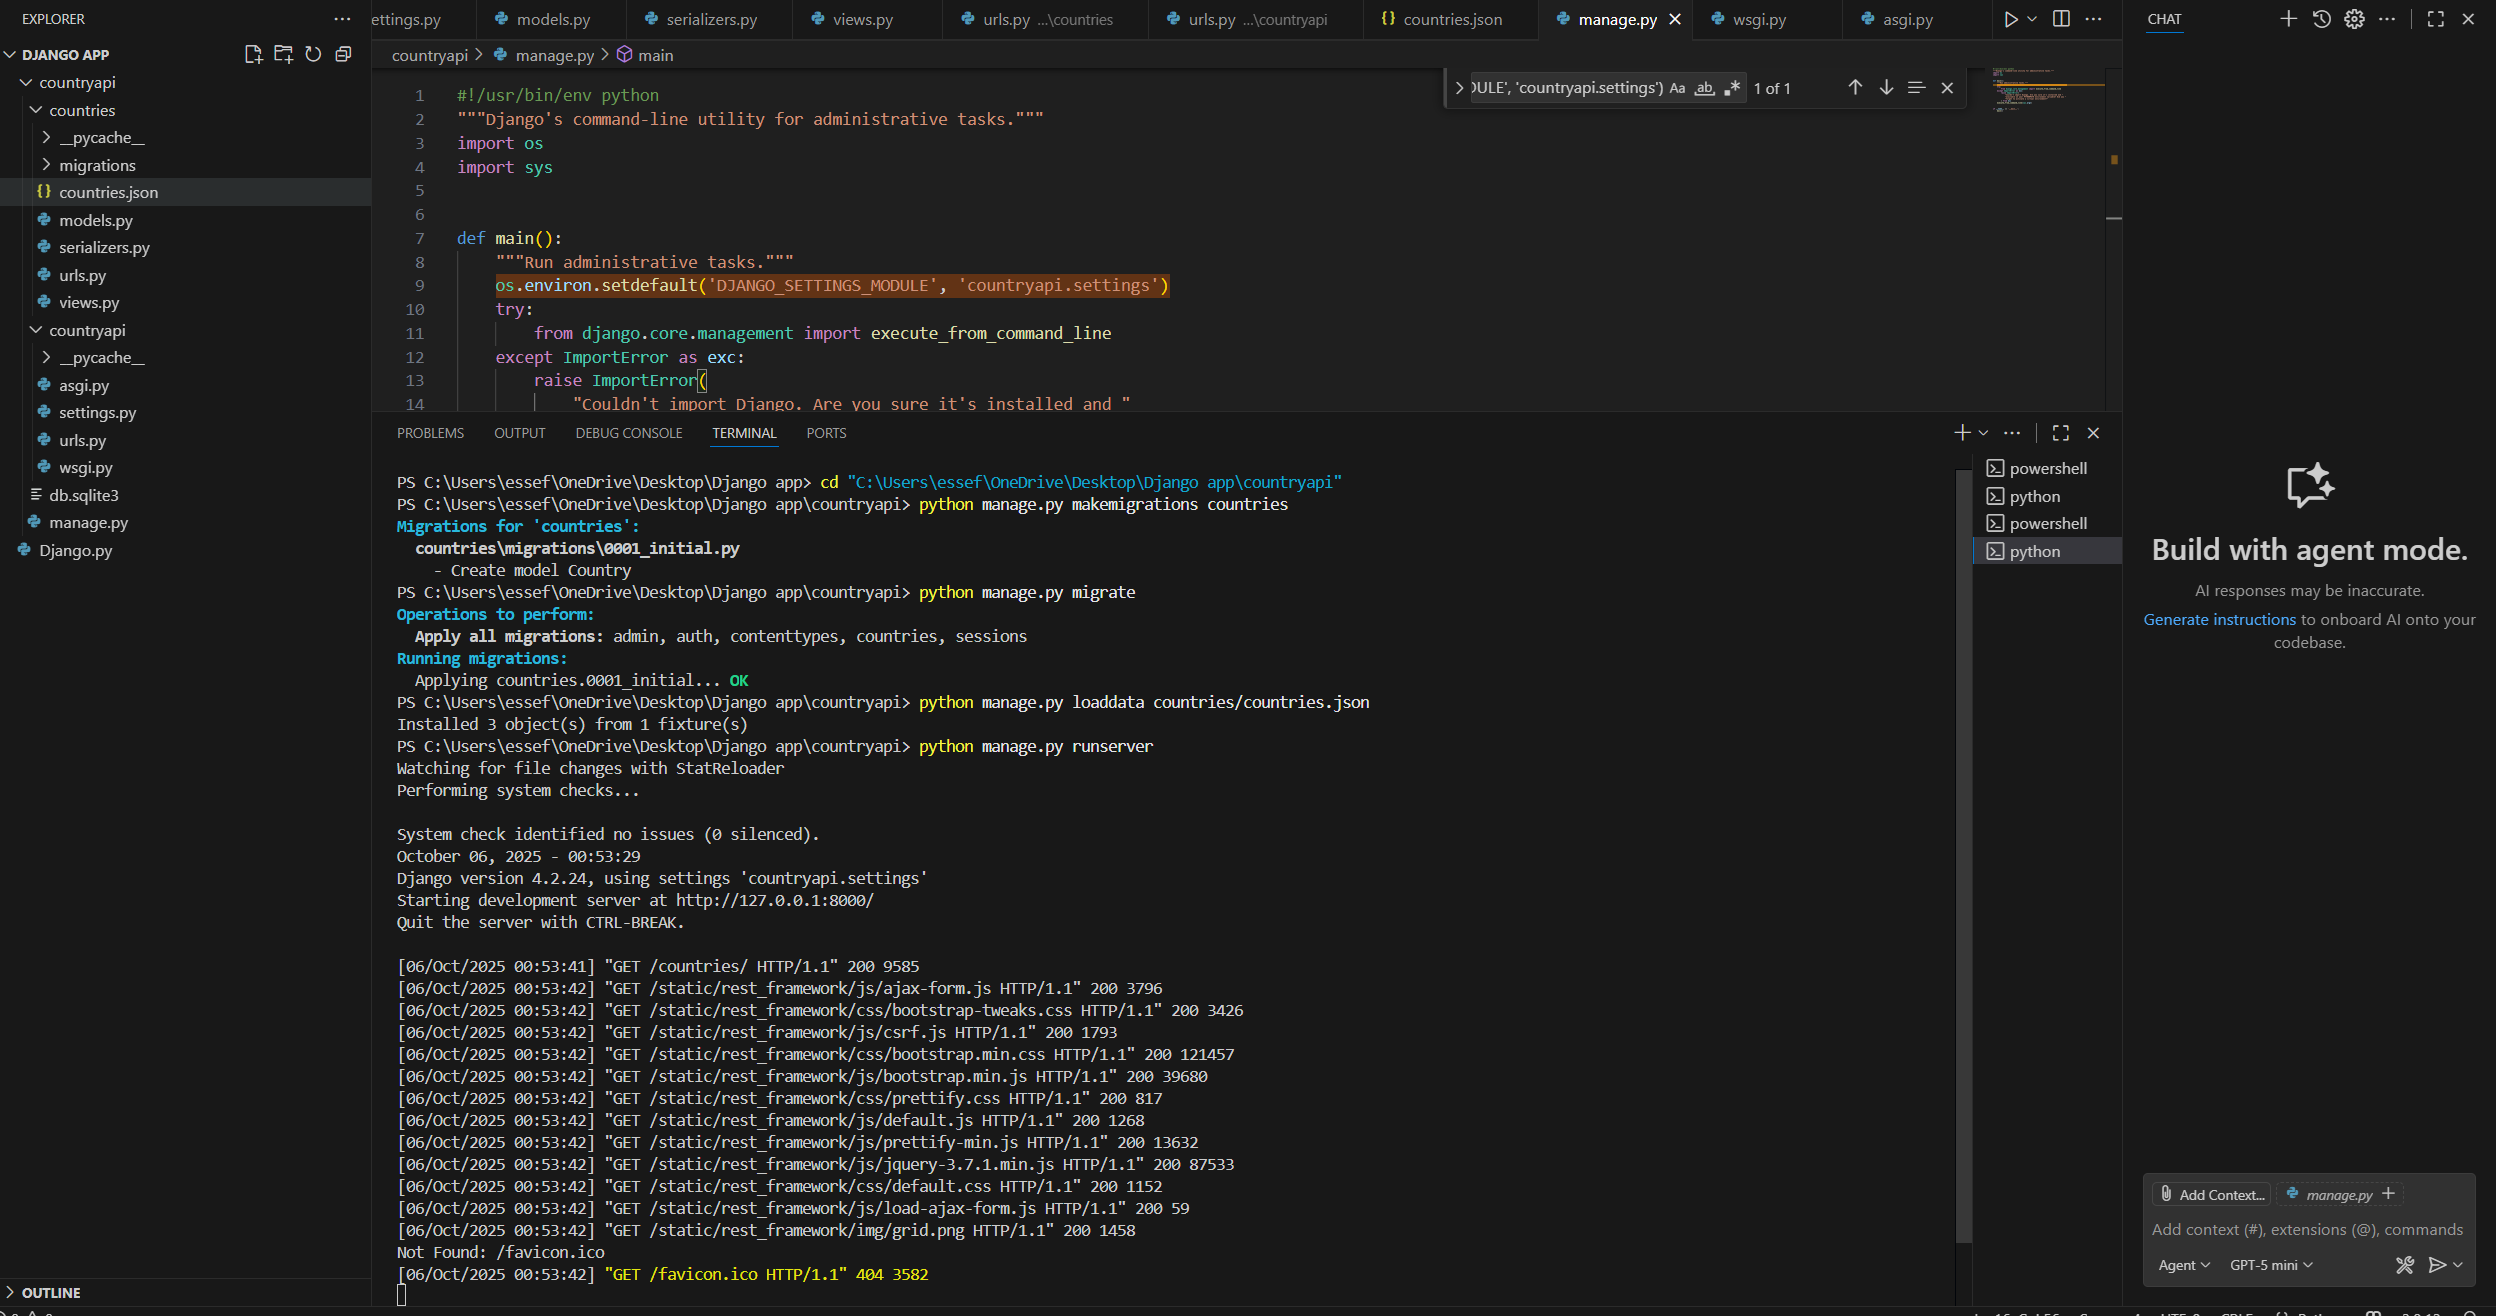 EXPLORER
DJANGO APP
countryapi
countries
__pycache__
migrations
countries.json
models.py
serializers.py
urls.py
views.py
countryapi
__pycache__
asgi.py
settings.py
urls.py
wsgi.py
db.sqlite3
manage.py
Django.py
OUTLINE
ettings.py models.py serializers.py views.py urls.py ...\countries urls.py ...\countryapi countries.json manage.py wsgi.py asgi.py
countryapi > manage.py > main
OULE', 'countryapi.settings') Aa ab 1 of 1
1 #!/usr/bin/env python
2 """Django's command-line utility for administrative tasks."""
3 import os
4 import sys
5
6
7 def main():
8 """Run administrative tasks."""
9 os.environ.setdefault('DJANGO_SETTINGS_MODULE', 'countryapi.settings')
10 try:
11 from django.core.management import execute_from_command_line
12 except ImportError as exc:
13 raise ImportError(
14 "Couldn't import Django. Are you sure it's installed and "
PROBLEMS OUTPUT DEBUG CONSOLE TERMINAL PORTS
PS C:\Users\essef\OneDrive\Desktop\Django app> cd "C:\Users\essef\OneDrive\Desktop\Django app\countryapi"
PS C:\Users\essef\OneDrive\Desktop\Django app\countryapi> python manage.py makemigrations countries
Migrations for 'countries':
countries\migrations\0001_initial.py
- Create model Country
PS C:\Users\essef\OneDrive\Desktop\Django app\countryapi> python manage.py migrate
Operations to perform:
Apply all migrations: admin, auth, contenttypes, countries, sessions
Running migrations:
Applying countries.0001_initial... OK
PS C:\Users\essef\OneDrive\Desktop\Django app\countryapi> python manage.py loaddata countries/countries.json
Installed 3 object(s) from 1 fixture(s)
PS C:\Users\essef\OneDrive\Desktop\Django app\countryapi> python manage.py runserver
Watching for file changes with StatReloader
Performing system checks...
System check identified no issues (0 silenced).
October 06, 2025 - 00:53:29
Django version 4.2.24, using settings 'countryapi.settings'
Starting development server at http://127.0.0.1:8000/
Quit the server with CTRL-BREAK.
[06/Oct/2025 00:53:41] "GET /countries/ HTTP/1.1" 200 9585
[06/Oct/2025 00:53:42] "GET /static/rest_framework/js/ajax-form.js HTTP/1.1" 200 3796
[06/Oct/2025 00:53:42] "GET /static/rest_framework/css/bootstrap-tweaks.css HTTP/1.1" 200 3426
[06/Oct/2025 00:53:42] "GET /static/rest_framework/js/csrf.js HTTP/1.1" 200 1793
[06/Oct/2025 00:53:42] "GET /static/rest_framework/css/bootstrap.min.css HTTP/1.1" 200 121457
[06/Oct/2025 00:53:42] "GET /static/rest_framework/js/bootstrap.min.js HTTP/1.1" 200 39680
[06/Oct/2025 00:53:42] "GET /static/rest_framework/css/prettify.css HTTP/1.1" 200 817
[06/Oct/2025 00:53:42] "GET /static/rest_framework/js/default.js HTTP/1.1" 200 1268
[06/Oct/2025 00:53:42] "GET /static/rest_framework/js/prettify-min.js HTTP/1.1" 200 13632
[06/Oct/2025 00:53:42] "GET /static/rest_framework/js/jquery-3.7.1.min.js HTTP/1.1" 200 87533
[06/Oct/2025 00:53:42] "GET /static/rest_framework/css/default.css HTTP/1.1" 200 1152
[06/Oct/2025 00:53:42] "GET /static/rest_framework/js/load-ajax-form.js HTTP/1.1" 200 59
[06/Oct/2025 00:53:42] "GET /static/rest_framework/img/grid.png HTTP/1.1" 200 1458
Not Found: /favicon.ico
[06/Oct/2025 00:53:42] "GET /favicon.ico HTTP/1.1" 404 3582
powershell
python
powershell
python
CHAT
Build with agent mode.
AI responses may be inaccurate.
Generate instructions to onboard AI onto your
codebase.
Add Context... manage.py
Add context (#), extensions (@), commands
Agent GPT-5 mini